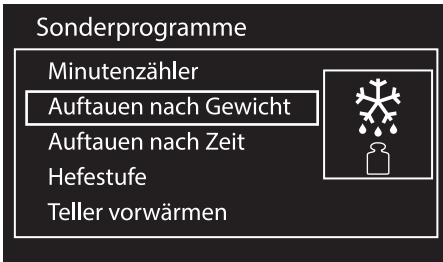 Sonderprogramme
Minutenzähler
Auftauen nach Gewicht
Auftauen nach Zeit
Hefestufe
Teller vorwärmen